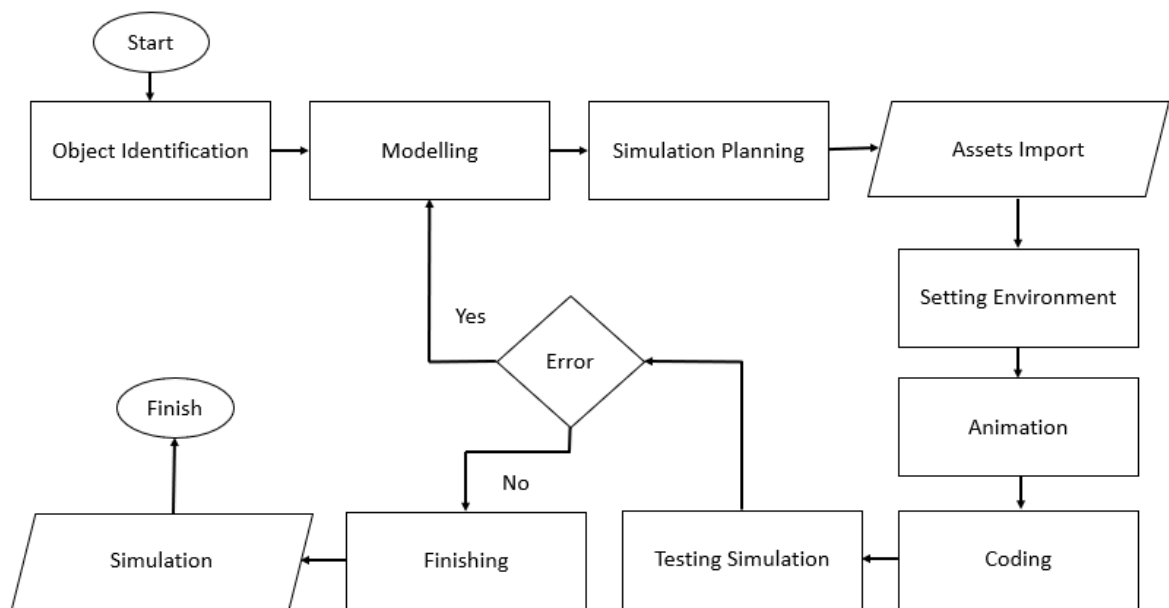 Start
Object Identification
Modelling
Simulation Planning
Assets Import
Setting Environment
Animation
Coding
Testing Simulation
Error
Yes
No
Finishing
Simulation
Finish